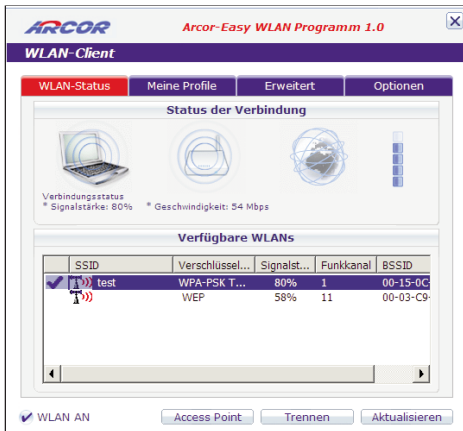 ARCOR Arcor-Easy WLAN Programm 1.0
WLAN-Client
WLAN-Status Meine Profile Erweitert Optionen
Status der Verbindung
Verbindungsstatus
* Signalstärke: 80% * Geschwindigkeit: 54 Mbps
Verfügbare WLANs
SSID Verschlüssel... Signalst... Funkkanal BSSID
test WPA-PSK T... 80% 1 00-15-0C-
WEP 58% 11 00-03-C9-
WLAN AN Access Point Trennen Aktualisieren